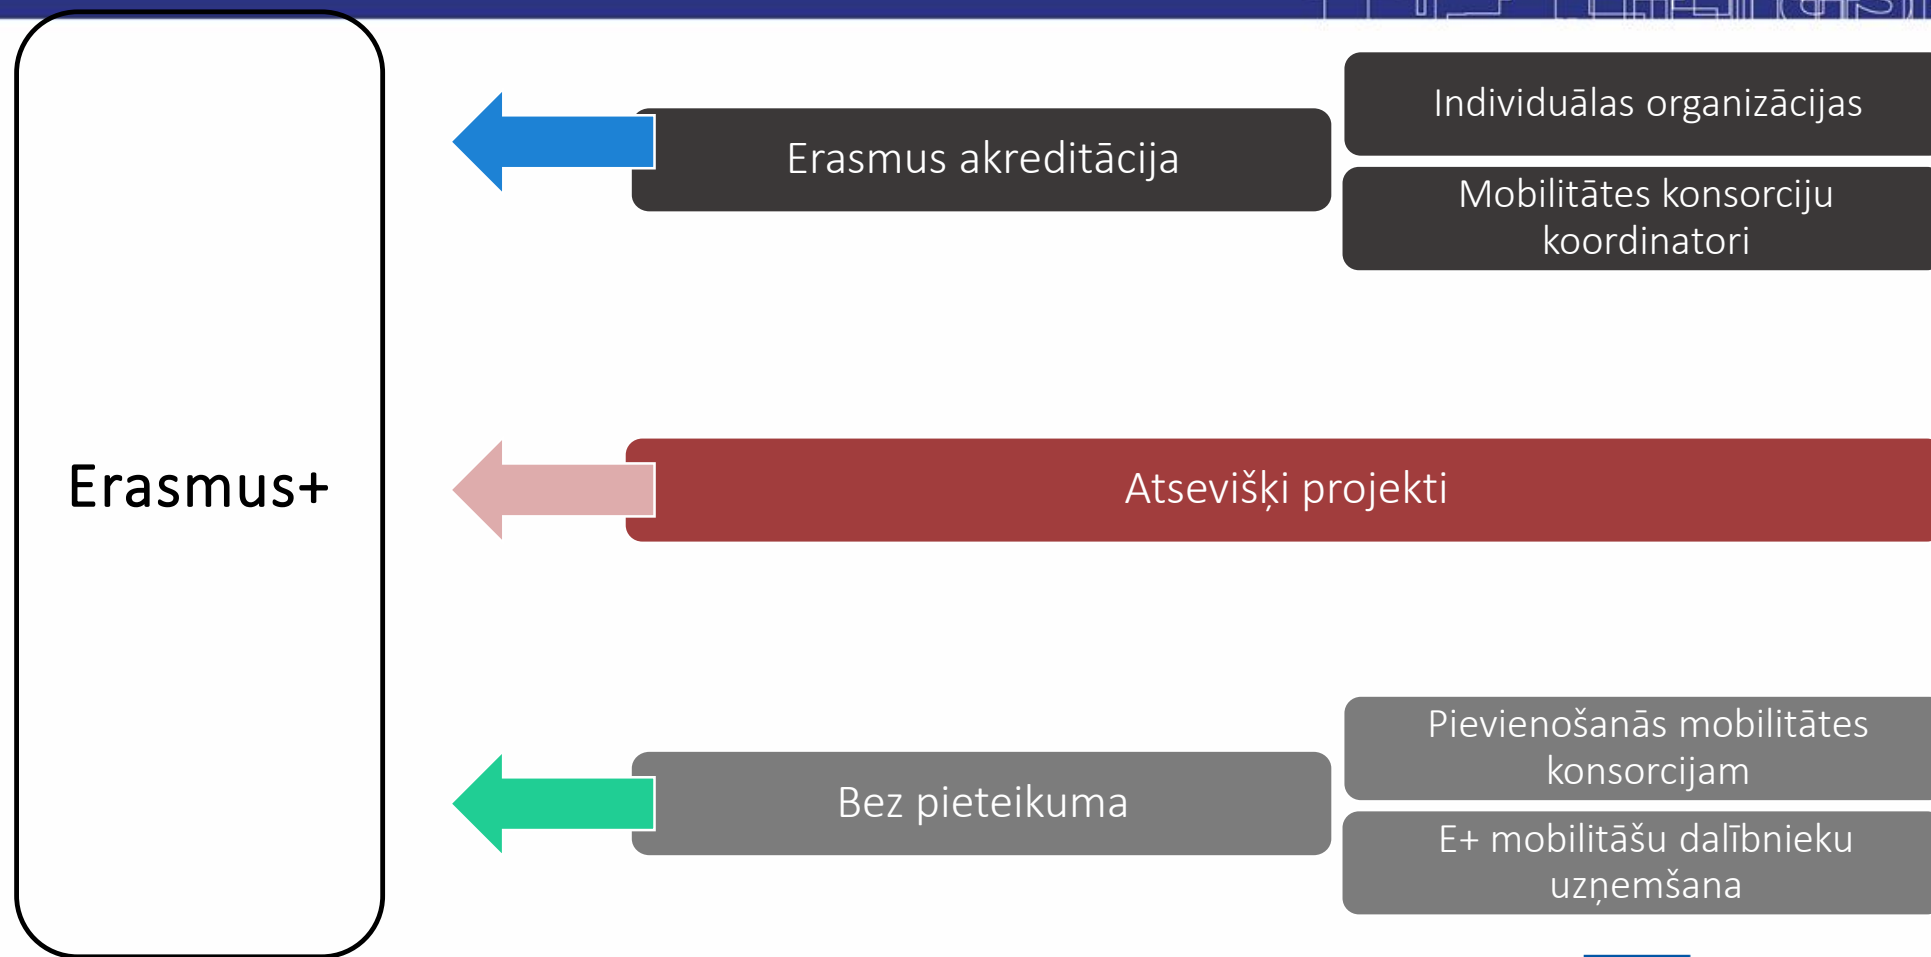 Individuālas organizācijas
Erasmus akreditācija
Mobilitātes konsorciju
koordinatori
Erasmus+
Atsevišķi projekti
Pievienošanās mobilitātes
konsorcijam
Bez pieteikuma
E+ mobilitāšu dalībnieku
uzņemšana